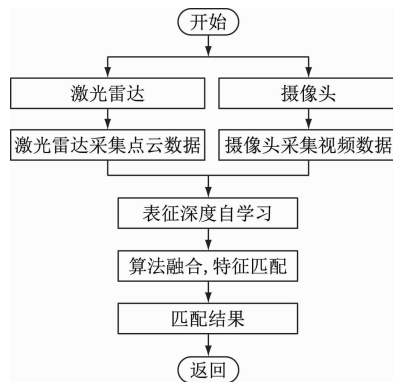 开始
激光雷达
摄像头
激光雷达采集点云数据
摄像头采集视频数据
表征深度自学习
算法融合,特征匹配
匹配结果
返回